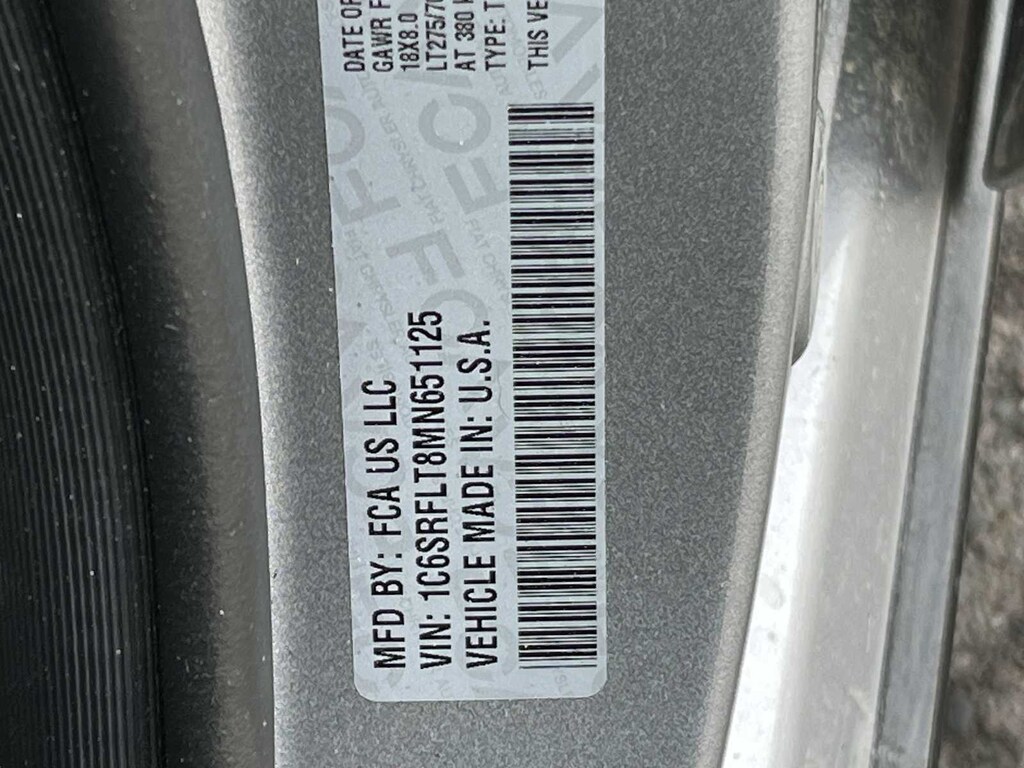 MFD BY: FCA US LLC
VIN: 1C6SRFLT8MN651125
VEHICLE MADE IN: U.S.A.
DATE OF
GAWR F
18X8.0
LT275/70
AT 380
TYPE: T
THIS VE